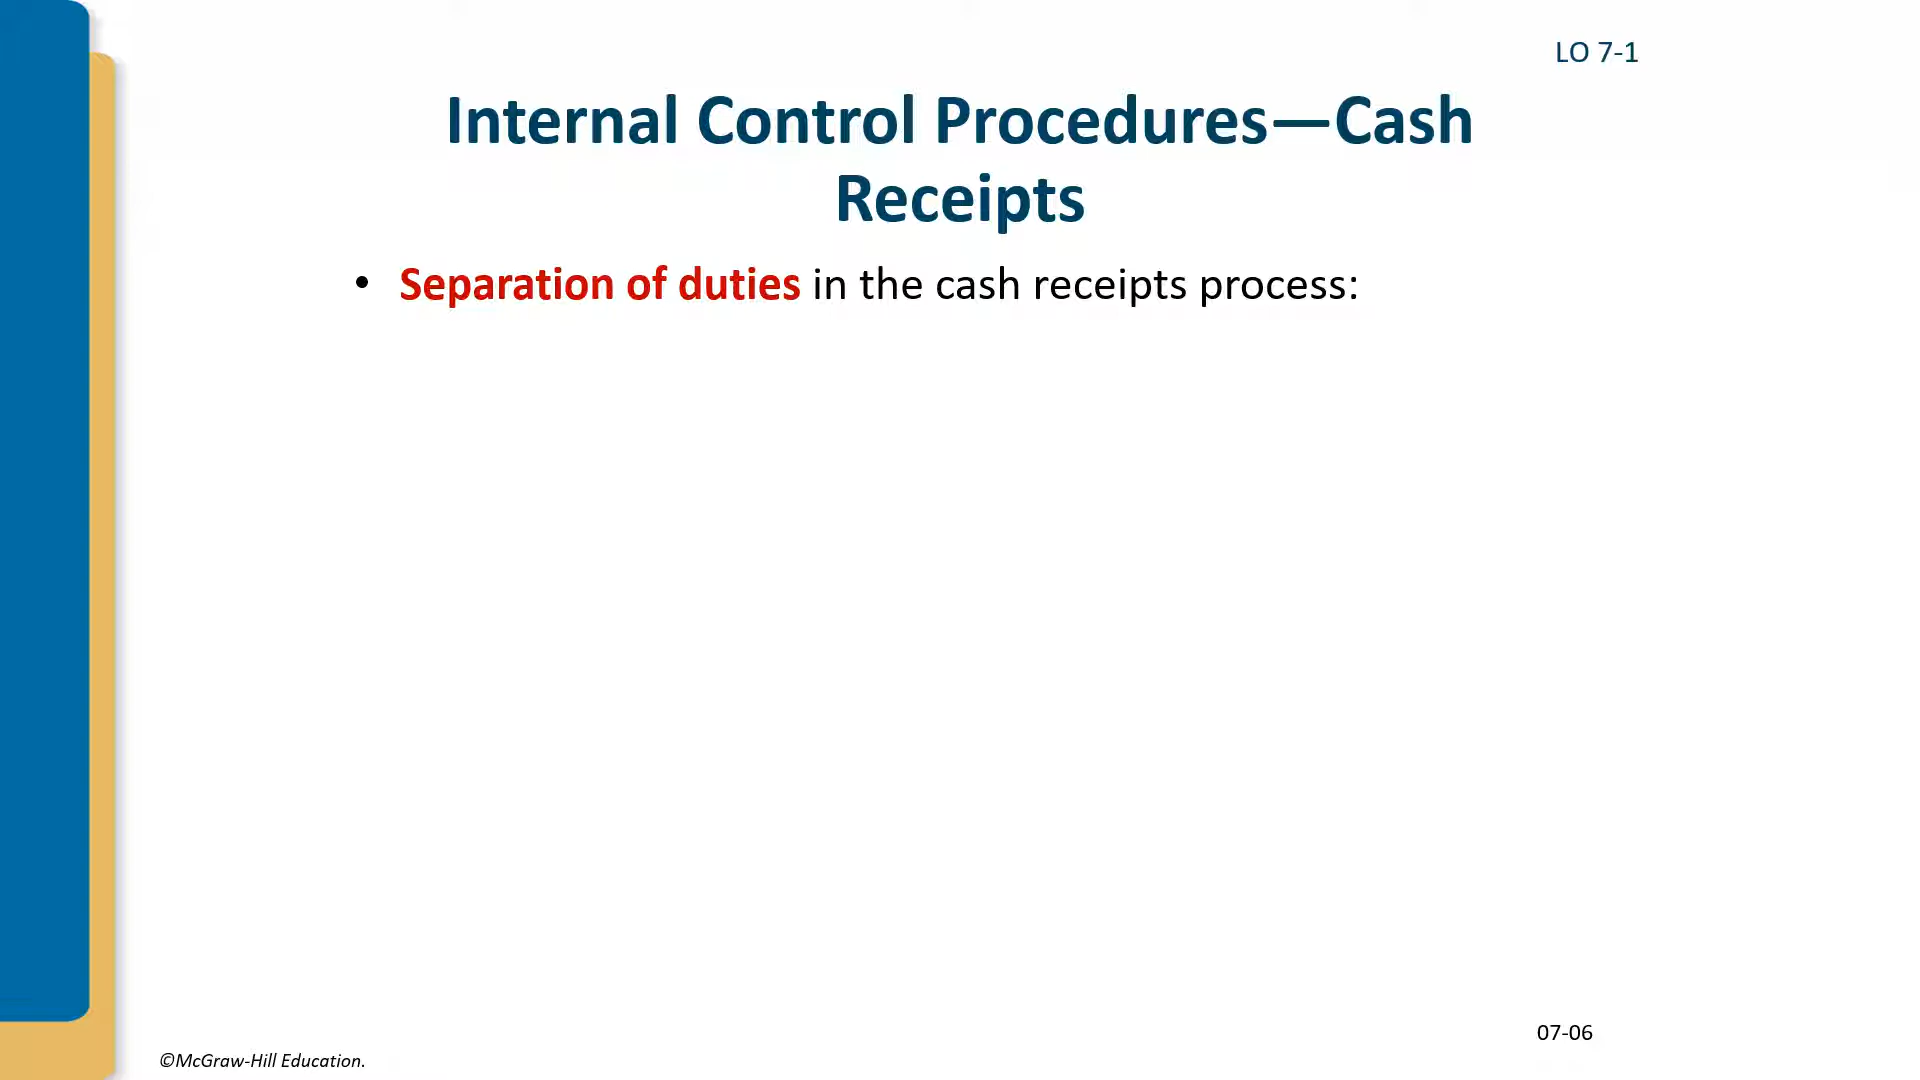 LO 7-1
Internal Control Procedures—Cash
Receipts
• Separation of duties in the cash receipts process:
07-06
©McGraw-Hill Education.